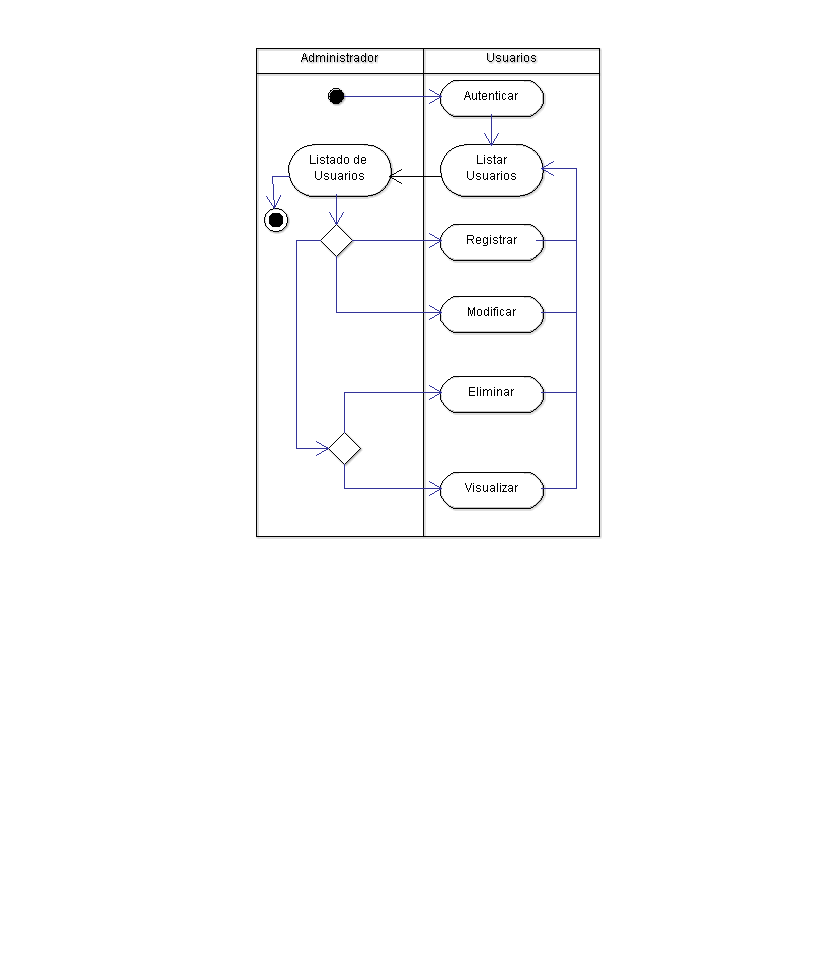 Administrador
Usuarios
Autenticar
Listado de
Usuarios
Listar
Usuarios
Registrar
Modificar
Eliminar
Visualizar